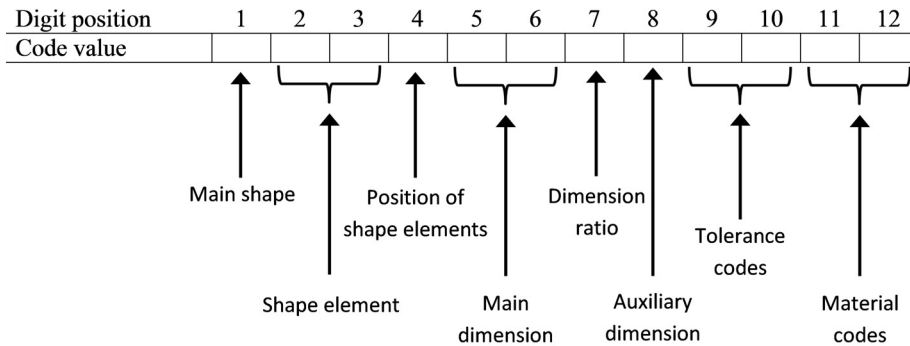 Digit position 1 2 3 4 5 6 7 8 9 10 11 12
Code value
Main shape
Position of
shape elements
Dimension
ratio
Tolerance
codes
Shape element
Main
dimension
Auxiliary
dimension
Material
codes